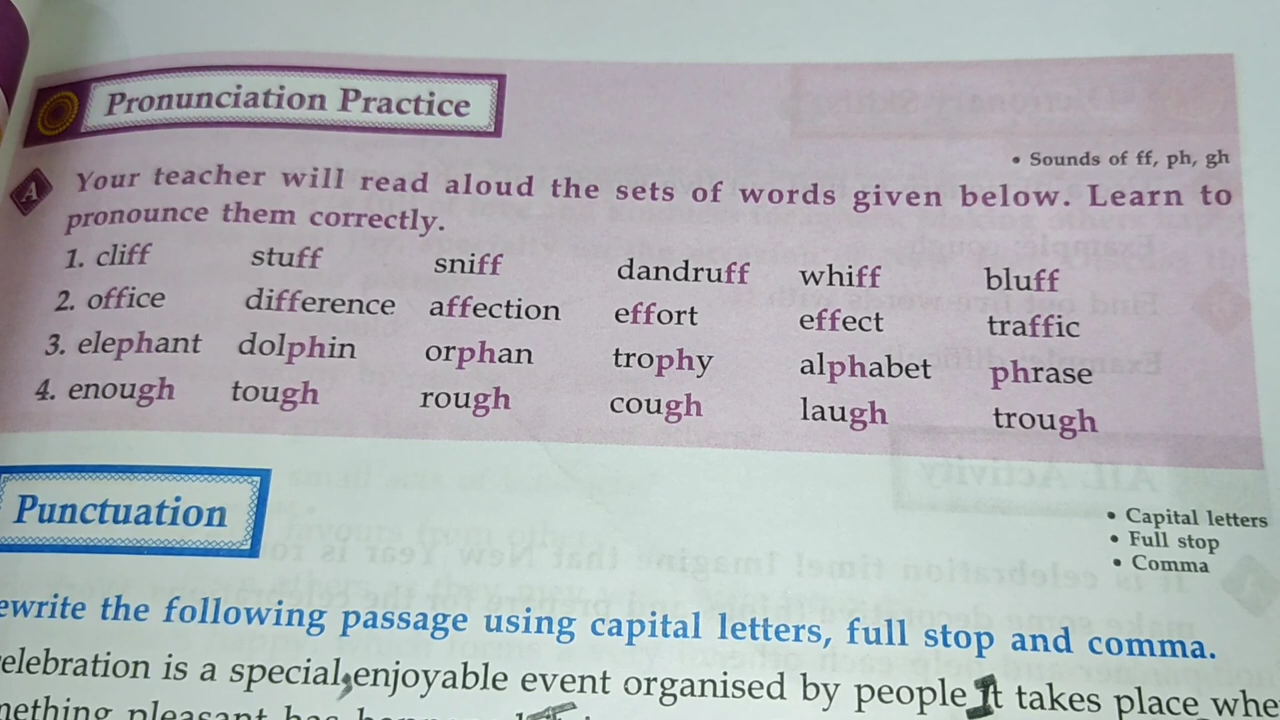 Pronunciation Practice
• Sounds of ff, ph, gh
A Your teacher will read aloud the sets of words given below. Learn to
pronounce them correctly.
1. cliff stuff sniff dandruff whiff bluff
2. office difference affection effort effect traffic
3. elephant dolphin orphan trophy alphabet phrase
4. enough tough rough cough laugh trough
Punctuation
• Capital letters
• Full stop
• Comma
ewrite the following passage using capital letters, full stop and comma.
elebration is a special, enjoyable event organised by people It takes place whe
nething pleasant has